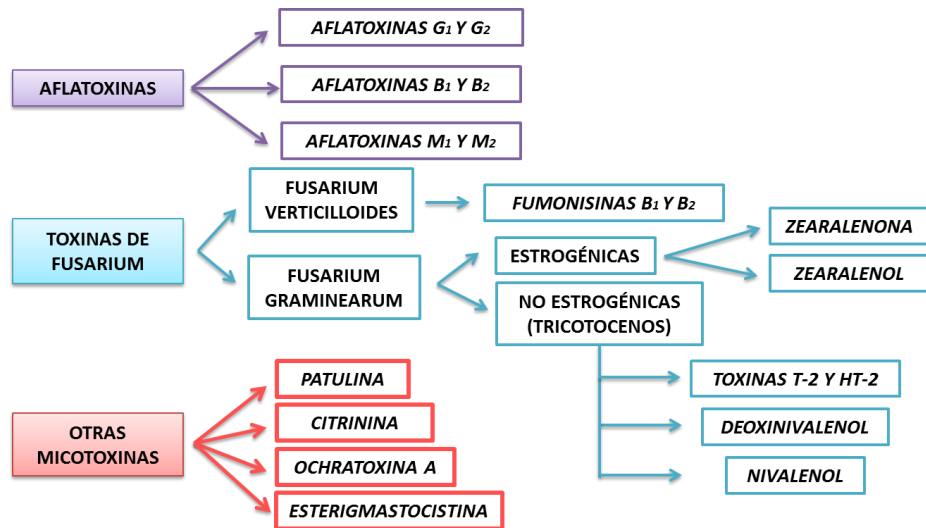 AFLATOXINAS
AFLATOXINAS G₁ Y G₂
AFLATOXINAS B₁ Y B₂
AFLATOXINAS M₁ Y M₂
TOXINAS DE
FUSARIUM
FUSARIUM
VERTICILLOIDES
FUMONISINAS B₁ Y B₂
FUSARIUM
GRAMINEARUM
ESTROGÉNICAS
ZEARALENONA
ZEARALENOL
NO ESTROGÉNICAS
(TRICOTOCENOS)
TOXINAS T-2 Y HT-2
DEOXINIVALENOL
NIVALENOL
OTRAS
MICOTOXINAS
PATULINA
CITRININA
OCHRATOXINA A
ESTERIGMASTOCISTINA